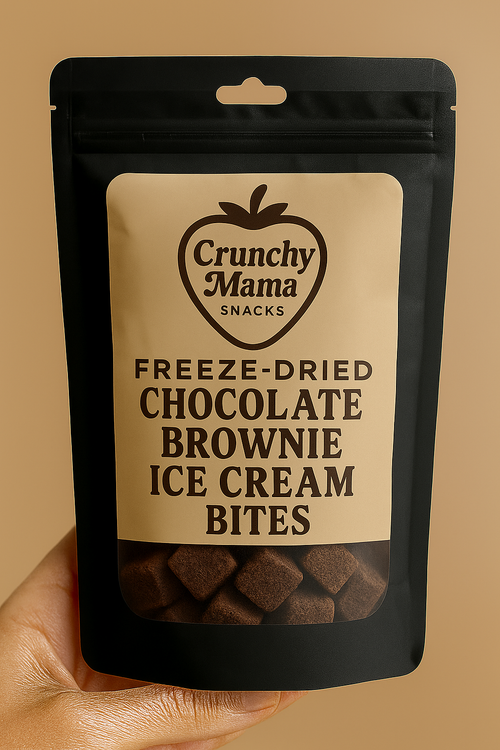 Crunchy
Mama
SNACKS
FREEZE-DRIED
CHOCOLATE
BROWNIE
ICE CREAM
BITES